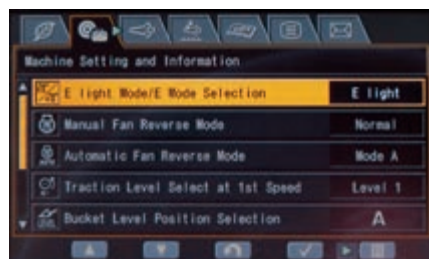 Machine Setting and Information
E light Mode/E Mode Selection E light
Manual Fan Reverse Mode Normal
Automatic Fan Reverse Mode Mode A
Traction Level Select at 1st Speed Level 1
Bucket Level Position Selection A